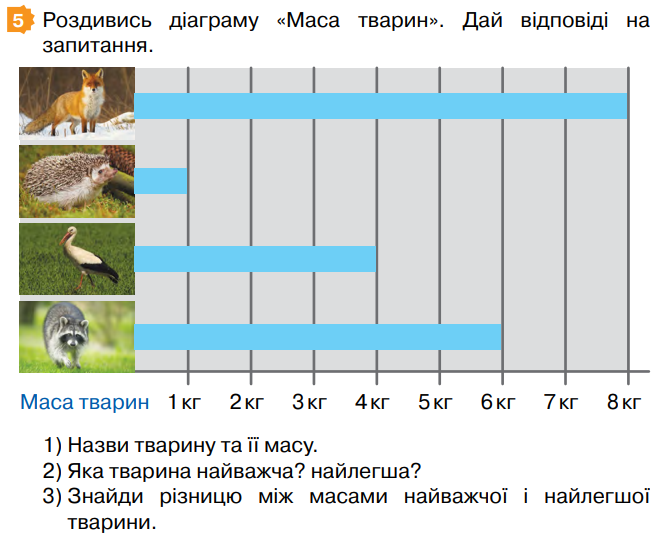 5 Роздивись діаграму «Маса тварин». Дай відповіді на
запитання.
Маса тварин 1 кг 2 кг 3 кг 4 кг 5 кг 6 кг 7 кг 8 кг
1) Назви тварину та її масу.
2) Яка тварина найважча? найлегша?
3) Знайди різницю між масами найважчої і найлегшої
тварини.